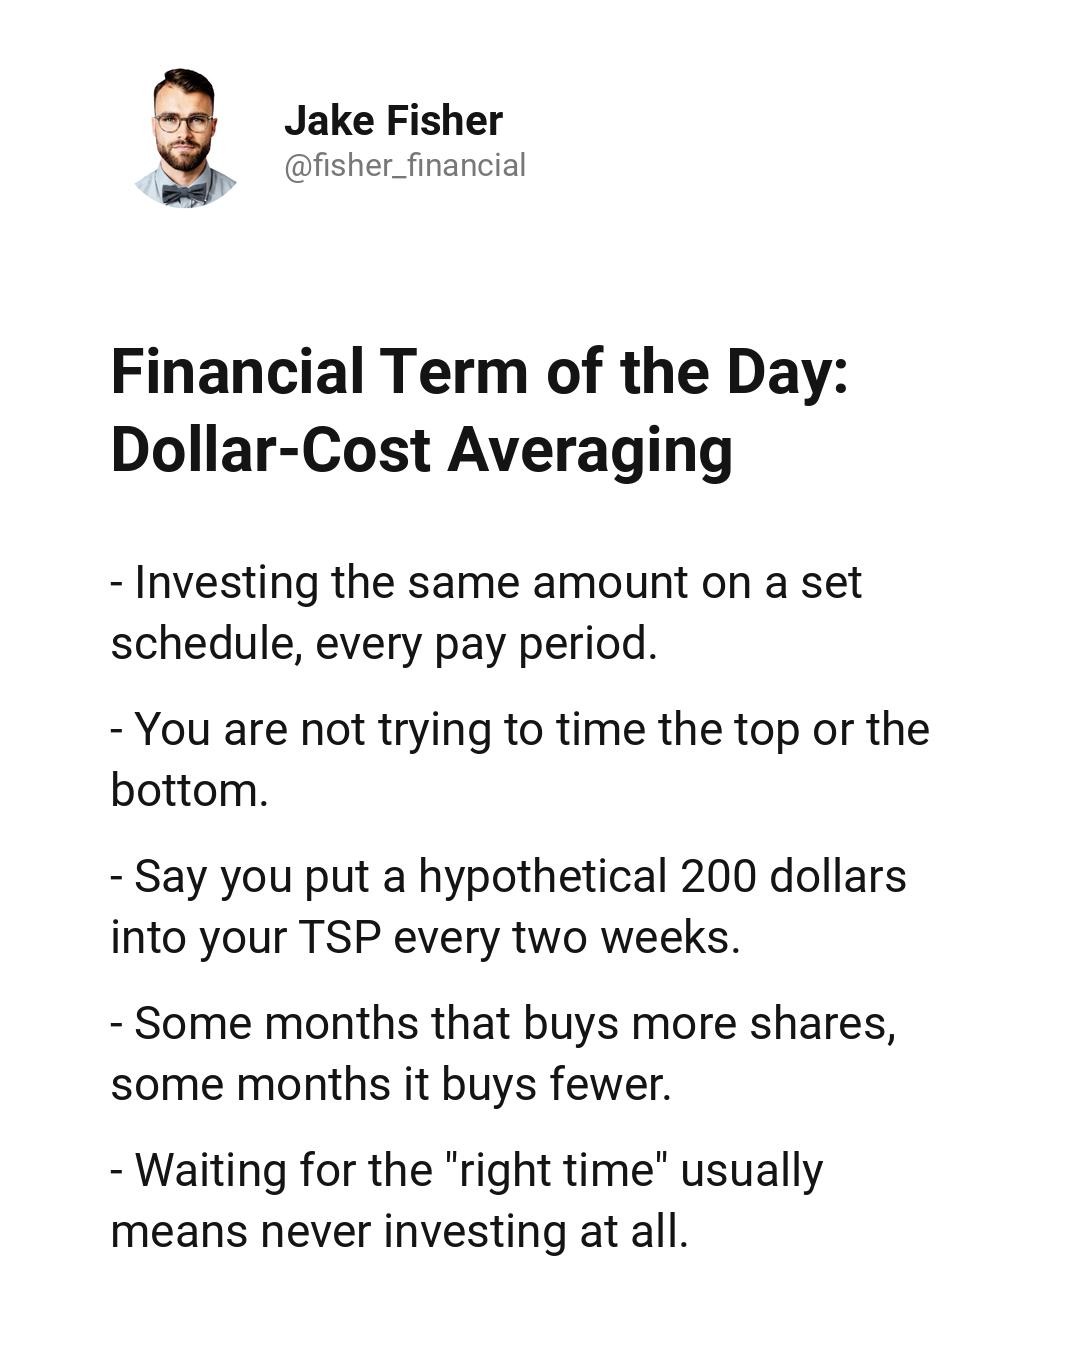 Jake Fisher
@fisher_financial
Financial Term of the Day:
Dollar-Cost Averaging
- Investing the same amount on a set
schedule, every pay period.
- You are not trying to time the top or the
bottom.
- Say you put a hypothetical 200 dollars
into your TSP every two weeks.
- Some months that buys more shares,
some months it buys fewer.
- Waiting for the "right time" usually
means never investing at all.